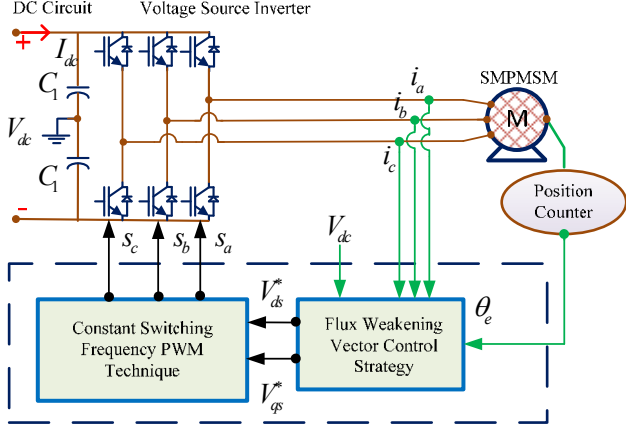 DC Circuit
Voltage Source Inverter
+
I_dc
C_1
V_dc
C_1
-
i_a
i_b
i_c
SMPMSM
M
Position
Counter
s_c
s_b
s_a
V_dc
V*_ds
V*_qs
θ_e
Constant Switching
Frequency PWM
Technique
Flux Weakening
Vector Control
Strategy